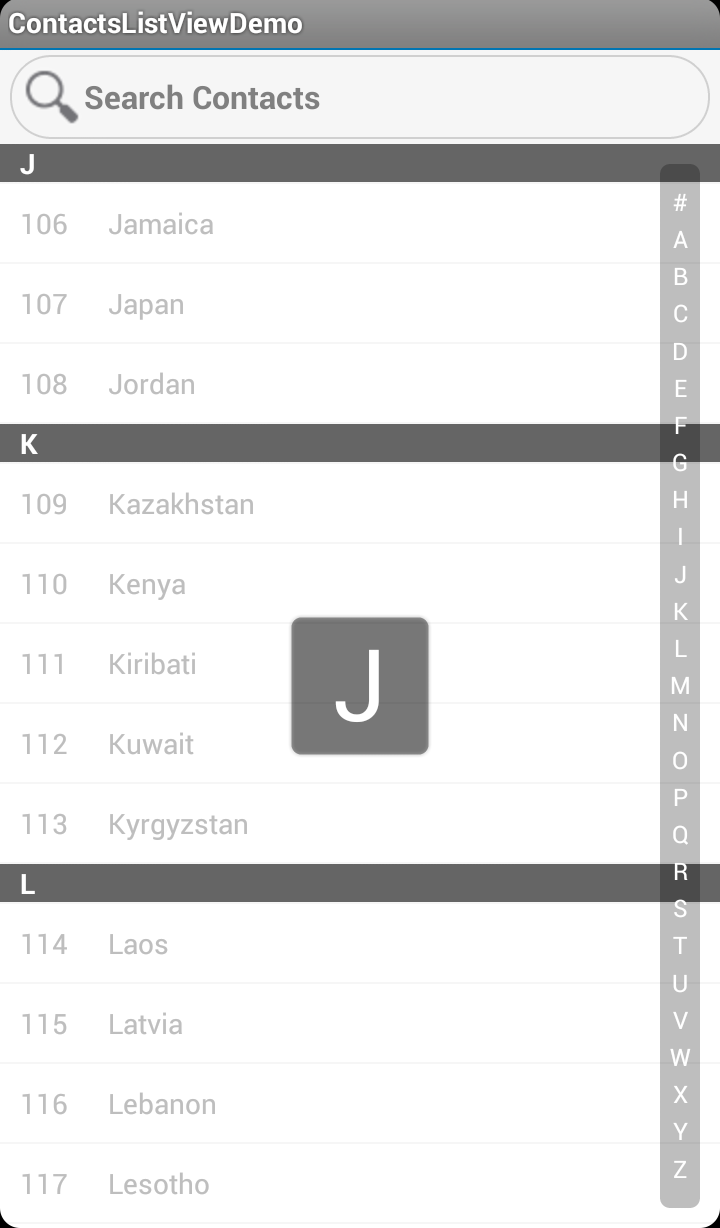 ContactsListViewDemo
Search Contacts
J
106 Jamaica
107 Japan
108 Jordan
K
109 Kazakhstan
110 Kenya
111 Kiribati
J
112 Kuwait
113 Kyrgyzstan
L
114 Laos
115 Latvia
116 Lebanon
117 Lesotho
#
A
B
C
D
E
F
G
H
I
J
K
L
M
N
O
P
Q
R
S
T
U
V
W
X
Y
Z